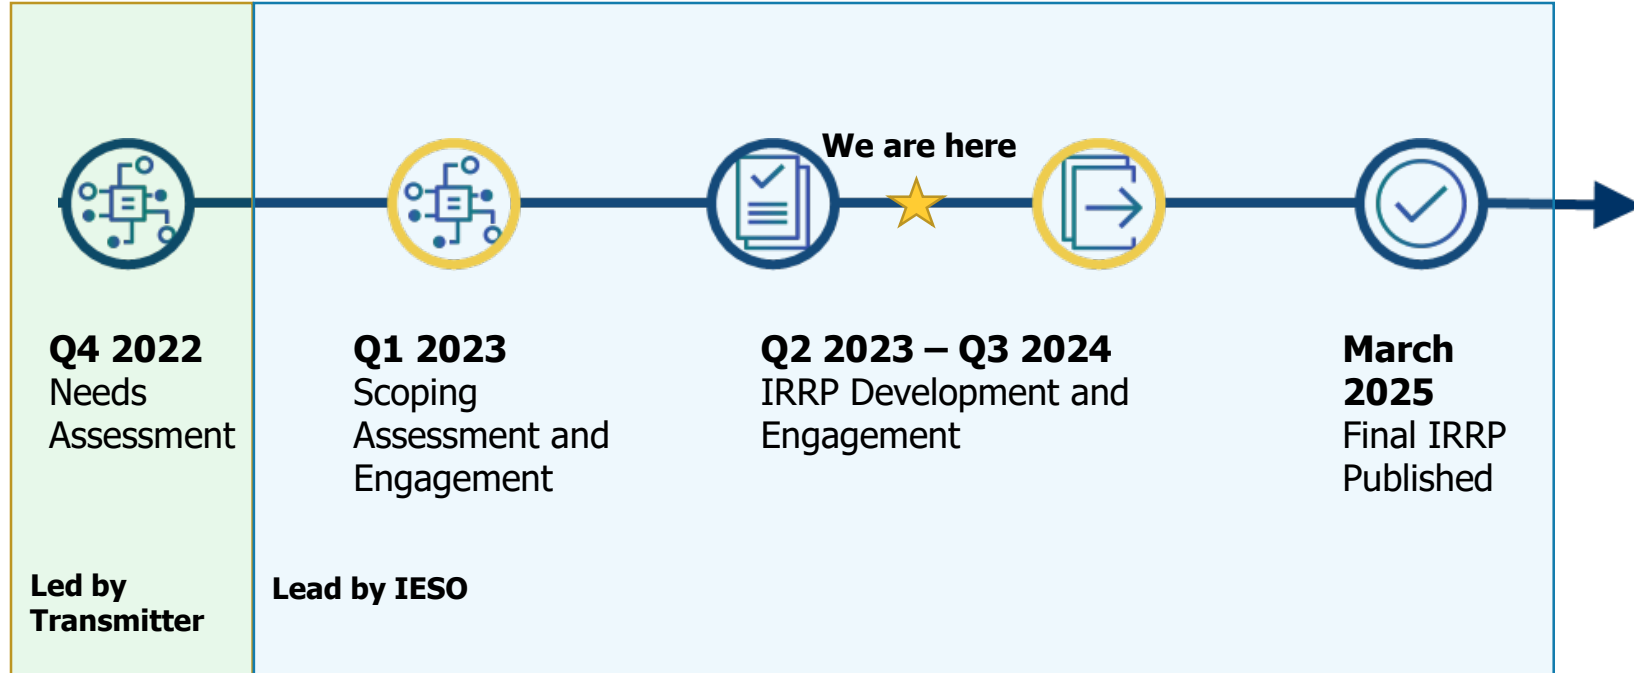 We are here
Q4 2022
Needs
Assessment
Q1 2023
Scoping
Assessment and
Engagement
Q2 2023 – Q3 2024
IRRP Development and
Engagement
March
2025
Final IRRP
Published
Led by
Transmitter
Lead by IESO